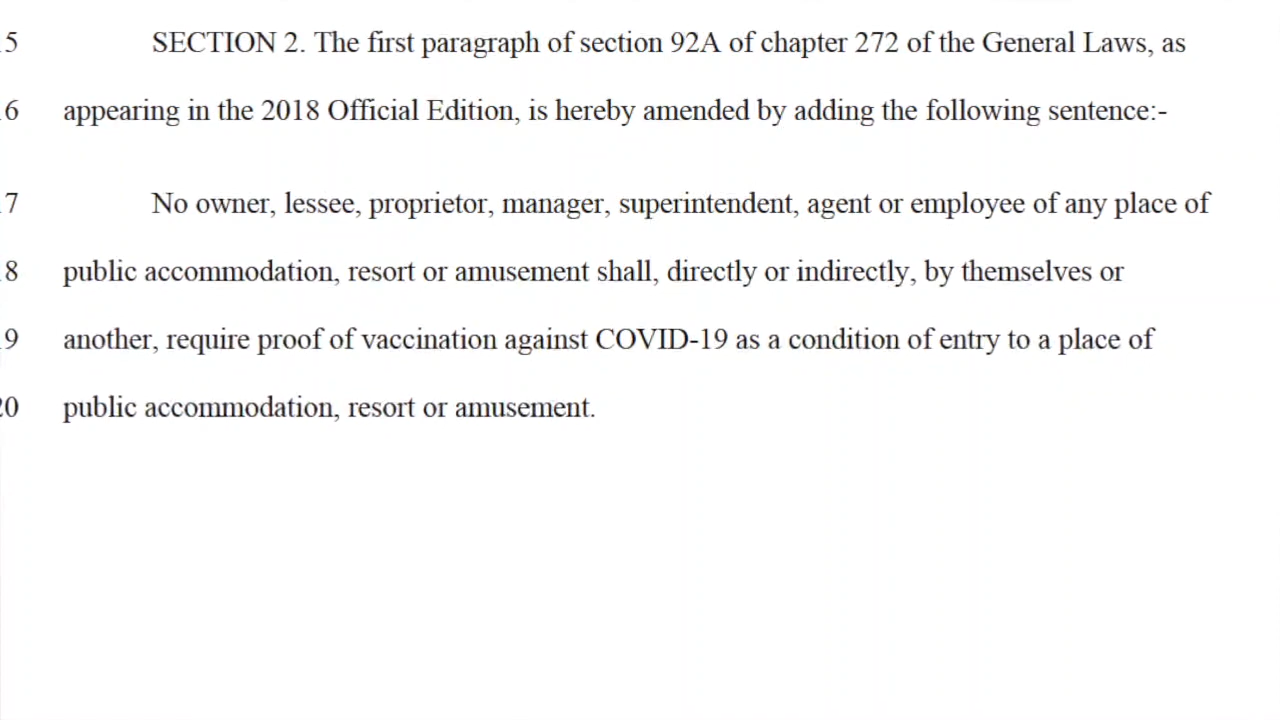 5 SECTION 2. The first paragraph of section 92A of chapter 272 of the General Laws, as
6 appearing in the 2018 Official Edition, is hereby amended by adding the following sentence:-
7 No owner, lessee, proprietor, manager, superintendent, agent or employee of any place of
8 public accommodation, resort or amusement shall, directly or indirectly, by themselves or
9 another, require proof of vaccination against COVID-19 as a condition of entry to a place of
20 public accommodation, resort or amusement.